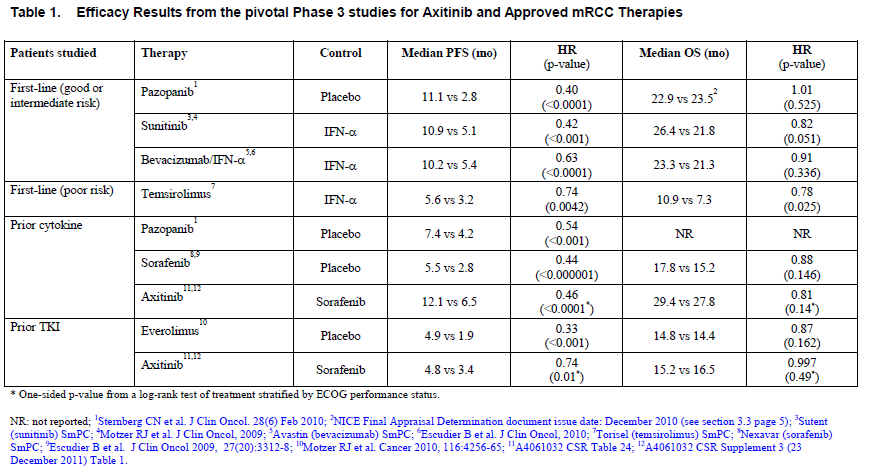 Table 1. Efficacy Results from the pivotal Phase 3 studies for Axitinib and Approved mRCC Therapies
Patients studied Therapy Control Median PFS (mo) HR (p-value) Median OS (mo) HR (p-value)
First-line (good or intermediate risk) Pazopanib1 Placebo 11.1 vs 2.8 0.40 (<0.0001) 22.9 vs 23.52 1.01 (0.525)
Sunitinib3,4 IFN-α 10.9 vs 5.1 0.42 (<0.001) 26.4 vs 21.8 0.82 (0.051)
Bevacizumab/IFN-α5,6 IFN-α 10.2 vs 5.4 0.63 (<0.0001) 23.3 vs 21.3 0.91 (0.336)
First-line (poor risk) Temsirolimus7 IFN-α 5.6 vs 3.2 0.74 (0.0042) 10.9 vs 7.3 0.78 (0.025)
Prior cytokine Pazopanib1 Placebo 7.4 vs 4.2 0.54 (<0.001) NR NR
Sorafenib8,9 Placebo 5.5 vs 2.8 0.44 (<0.000001) 17.8 vs 15.2 0.88 (0.146)
Axitinib11,12 Sorafenib 12.1 vs 6.5 0.46 (<0.0001*) 29.4 vs 27.8 0.81 (0.14*)
Prior TKI Everolimus10 Placebo 4.9 vs 1.9 0.33 (<0.001) 14.8 vs 14.4 0.87 (0.162)
Axitinib11,12 Sorafenib 4.8 vs 3.4 0.74 (0.01*) 15.2 vs 16.5 0.997 (0.49*)
* One-sided p-value from a log-rank test of treatment stratified by ECOG performance status.
NR: not reported; 1Sternberg CN et al. J Clin Oncol. 28(6) Feb 2010; 2NICE Final Appraisal Determination document issue date: December 2010 (see section 3.3 page 5); 3Sutent
(sunitinib) SmPC; 4Motzer RJ et al. J Clin Oncol, 2009; 5Avastin (bevacizumab) SmPC; 6Escudier B et al. J Clin Oncol, 2010; 7Torisel (temsirolimus) SmPC; 8Nexavar (sorafenib)
SmPC; 9Escudier B et al. J Clin Oncol 2009, 27(20):3312-8; 10Motzer RJ et al. Cancer 2010, 116:4256-65; 11A4061032 CSR Table 24; 12A4061032 CSR Supplement 3 (23
December 2011) Table 1.